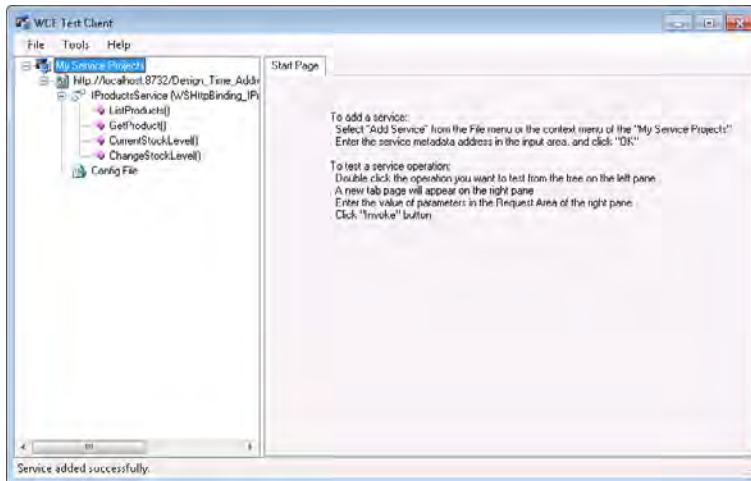 WCF Test Client
File Tools Help
My Service Projects
http://localhost:8732/Design_Time_Addr
IProductsService (WSHttpBinding_IPr
ListProducts()
GetProduct()
CurrentStockLevel()
ChangeStockLevel()
Config File
Start Page
To add a service:
Select "Add Service" from the File menu or the context menu of the "My Service Projects"
Enter the service metadata address in the input area, and click "OK"
To test a service operation:
Double click the operation you want to test from the tree on the left pane
A new tab page will appear on the right pane
Enter the value of parameters in the Request Area of the right pane
Click "Invoke" button
Service added successfully.